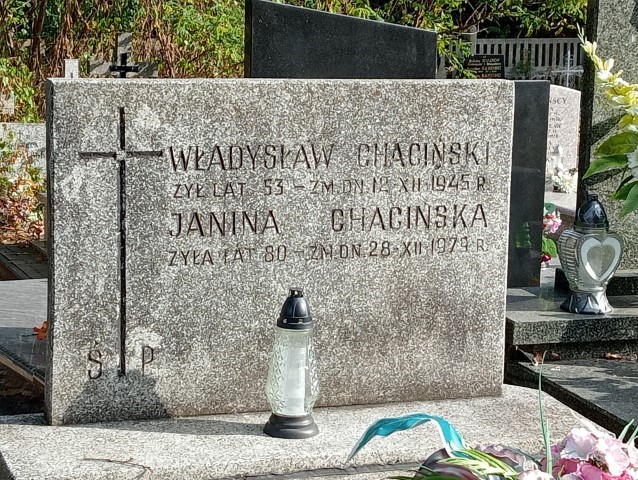 WŁADYSŁAW CHACIŃSKI
ŻYŁ LAT 53 - ZM. DN. 12 XII 1945 R.
JANINA CHACIŃSKA
ŻYŁA LAT 80 - ZM. DN. 28-XII 1979 R.
Ś P